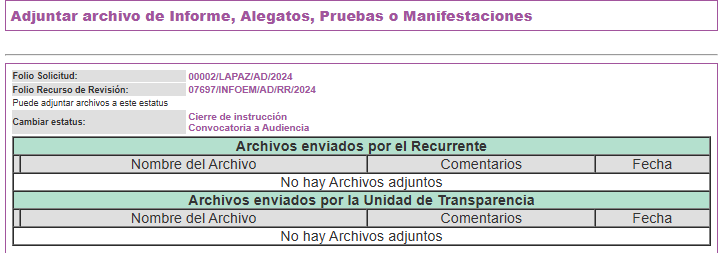 Adjuntar archivo de Informe, Alegatos, Pruebas o Manifestaciones
Folio Solicitud: 00002/LAPAZ/AD/2024
Folio Recurso de Revisión: 07697/INFOEM/AD/RR/2024
Puede adjuntar archivos a este estatus
Cambiar estatus: Cierre de instrucción
Convocatoria a Audiencia
Archivos enviados por el Recurrente
Nombre del Archivo Comentarios Fecha
No hay Archivos adjuntos
Archivos enviados por la Unidad de Transparencia
Nombre del Archivo Comentarios Fecha
No hay Archivos adjuntos